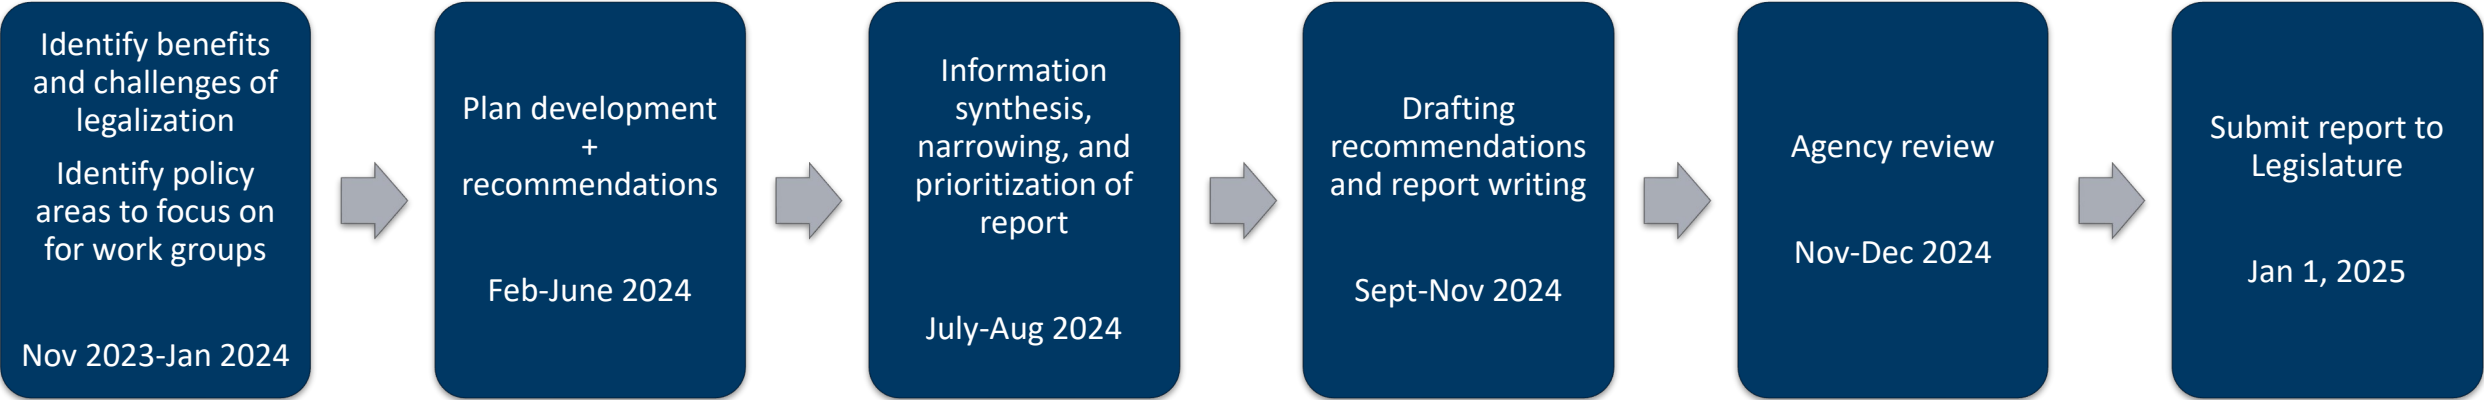 Identify benefits
and challenges of
legalization
Identify policy
areas to focus on
for work groups
Nov 2023-Jan 2024
Plan development
+
recommendations
Feb-June 2024
Information
synthesis,
narrowing, and
prioritization of
report
July-Aug 2024
Drafting
recommendations
and report writing
Sept-Nov 2024
Agency review
Nov-Dec 2024
Submit report to
Legislature
Jan 1, 2025